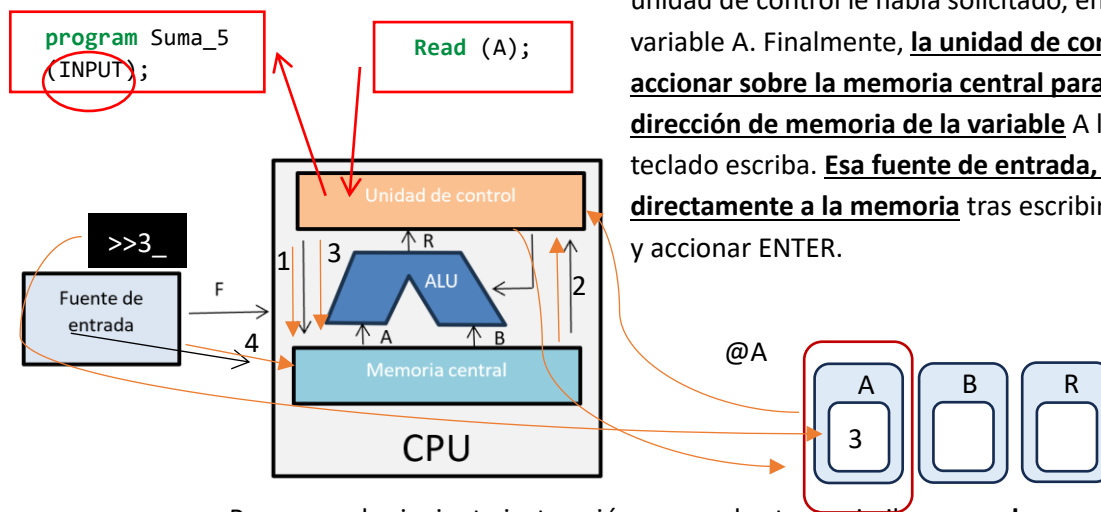 unidad de control le había solicitado, en
variable A. Finalmente, la unidad de con
accionar sobre la memoria central para
dirección de memoria de la variable A l
teclado escriba. Esa fuente de entrada,
directamente a la memoria tras escribir
y accionar ENTER.
program Suma_5
(INPUT);
Read (A);
Unidad de control
>>3_
1
3
R
ALU
2
Fuente de
entrada
F
4
A
B
Memoria central
CPU
@A
A
B
R
3